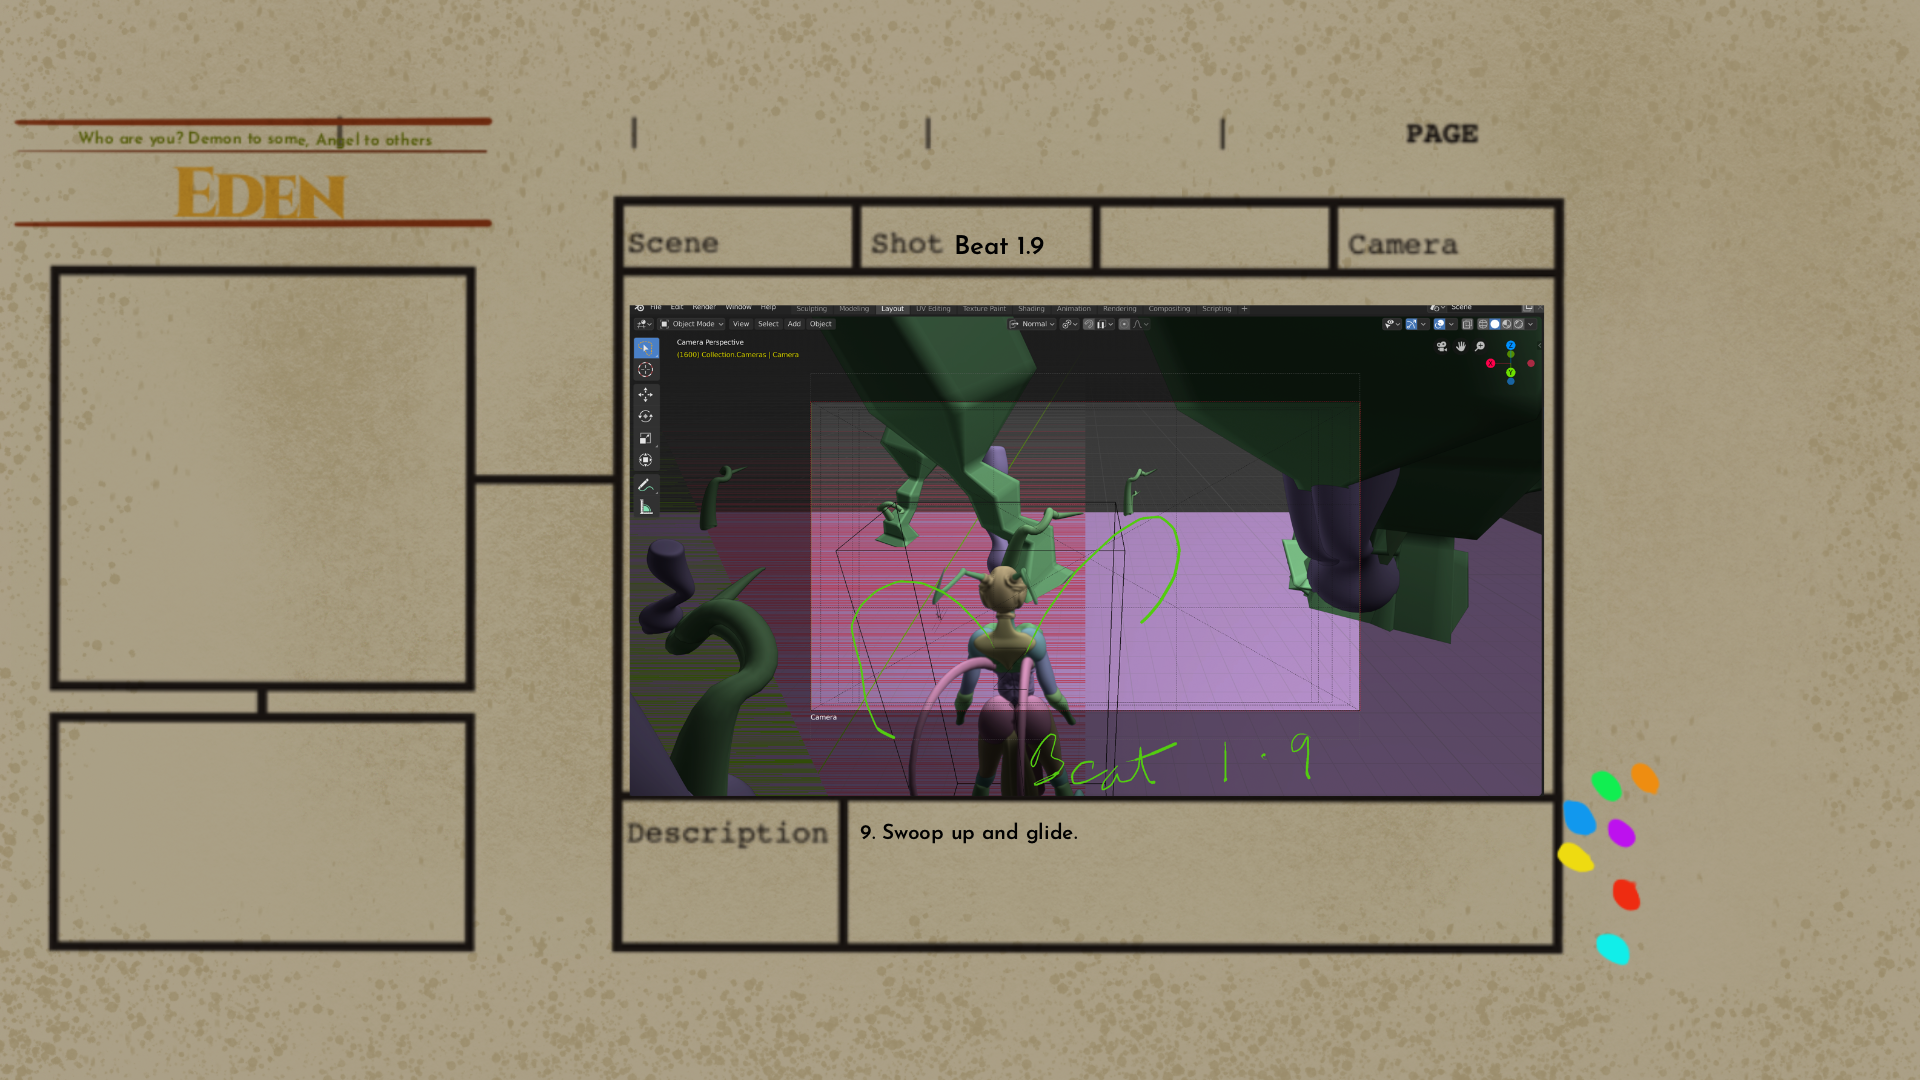 Who are you? Demon to some, Angel to others
EDEN
PAGE
Scene
Shot Beat 1.9
Camera
File Edit Render Window Help Sculpting Modeling Layout UV Editing Texture Paint Shading Animation Rendering Compositing Scripting + Scene
Object Mode View Select Add Object Normal
Camera Perspective
(1600) Collection.Cameras | Camera
X
Y
Z
Camera
Beat 1.9
Description
9. Swoop up and glide.